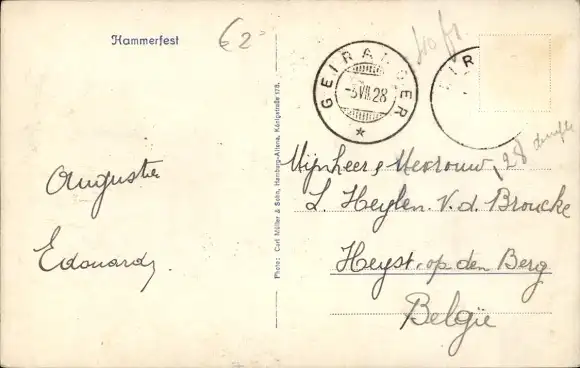 Hammerfest
€ 2
GEIRANGER
-3.VII.28
Auguste
Edouard
Photo: Carl Müller & Sohn, Hamburg-Altona, Königstraße 178.
Mijnheer & Mevrouw,
L. Heylen. V. d. Broucke
Heyst. op den Berg
België